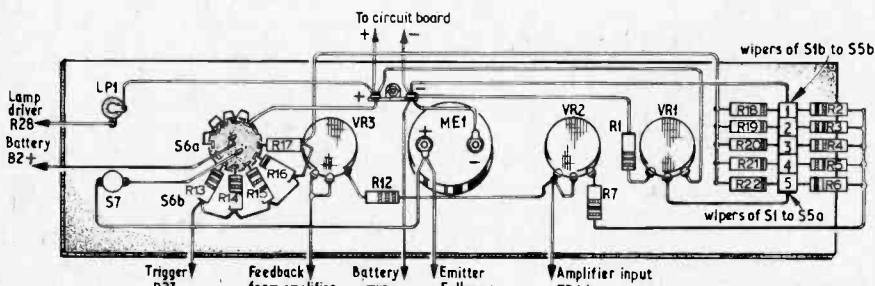 To circuit board
+ −
wipers of S1b to S5b
LP1
Lamp
driver
R28
Battery
B2+
S6a
S7
S6b
R17
R16
R13
R14
R15
VR3
+ −
ME1
+
−
R12
VR2
R7
R1
VR1
R18 1 R2
R19 2 R3
R20 3 R4
R21 4 R5
R22 5 R6
wipers of S1 to S5a
Trigger
Feedback
Battery
Emitter
Amplifier input